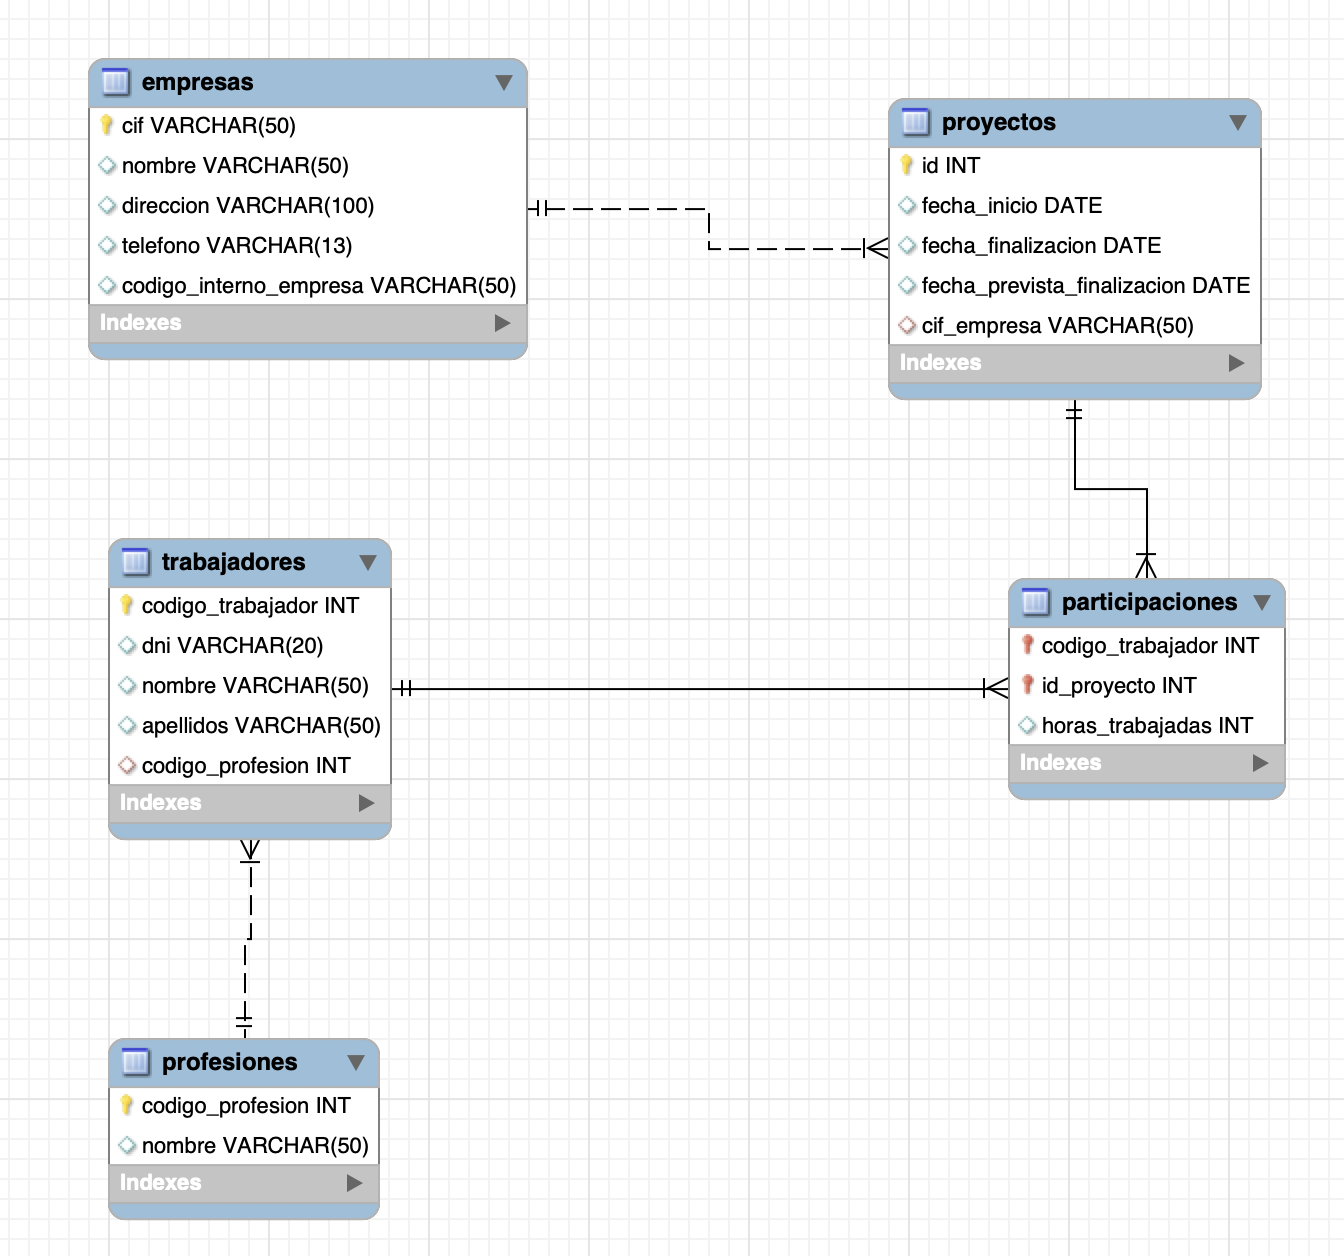 empresas
cif VARCHAR(50)
nombre VARCHAR(50)
direccion VARCHAR(100)
telefono VARCHAR(13)
codigo_interno_empresa VARCHAR(50)
Indexes
proyectos
id INT
fecha_inicio DATE
fecha_finalizacion DATE
fecha_prevista_finalizacion DATE
cif_empresa VARCHAR(50)
Indexes
trabajadores
codigo_trabajador INT
dni VARCHAR(20)
nombre VARCHAR(50)
apellidos VARCHAR(50)
codigo_profesion INT
Indexes
participaciones
codigo_trabajador INT
id_proyecto INT
horas_trabajadas INT
Indexes
profesiones
codigo_profesion INT
nombre VARCHAR(50)
Indexes